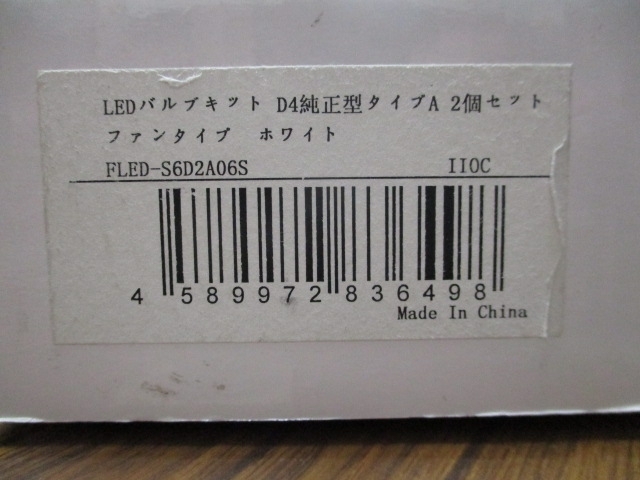 LEDバルブキット D4純正型タイプA 2個セット
ファンタイプ ホワイト
FLED-S6D2A06S IIOC
4 589972 836498
Made In China